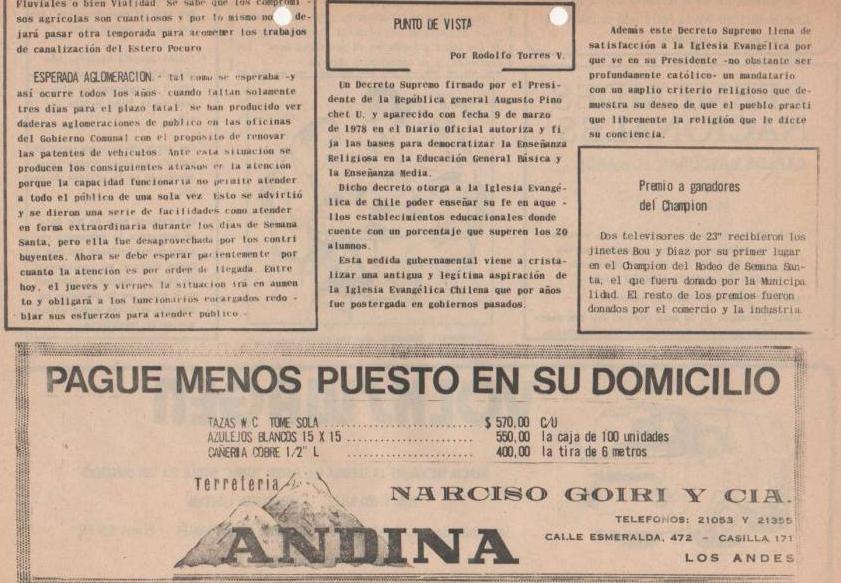 Fluviales o bien Vialidad. Se sabe que los compromi -
sos agrícolas son cuantiosos y por lo mismo no de-
jará pasar otra temporada para acometer los trabajos
de canalización del Estero Pocuro
ESPERADA AGLOMERACION.- Tal como se esperaba -y
así ocurre todos los años- cuando faltan solamente
tres días para el plazo fatal, se han producido ver
daderas aglomeraciones de público en las oficinas
del Gobierno Comunal con el propósito de renovar
las patentes de vehículos. Ante esta situación se
producen los consiguientes atrasos en la atención
porque la capacidad funcionaria no permite atender
a todo el público de una sola vez. Esto se advirtió
y se dieron una serie de facilidades como atender
en forma extraordinaria durante los días de Semana
Santa, pero ella fue desaprovechada por los contri
buyentes. Ahora se debe esperar pacientemente por
cuanto la atención es por orden de llegada. Entre
hoy, el jueves y viernes la situación irá en aumen
to y obligará a los funcionarios encargados redo -
blar sus esfuerzos para atender público.-
PUNTO DE VISTA
Por Rodolfo Torres V.
Un Decreto Supremo firmado por el Presi-
dente de la República general Augusto Pino
chet U. y aparecido con fecha 9 de marzo
de 1978 en el Diario Oficial autoriza y fi
ja las bases para democratizar la Enseñanza
Religiosa en la Educación General Básica y
la Enseñanza Media.
Dicho decreto otorga a la Iglesia Evangé-
lica de Chile poder enseñar su fe en aque -
llos establecimientos educacionales donde
cuente con un porcentaje que superen los 20
alumnos.
Esta medida gubernamental viene a crista-
lizar una antigua y legítima aspiración de
la Iglesia Evangélica Chilena que por años
fue postergada en gobiernos pasados.
Además este Decreto Supremo llena de
satisfacción a la Iglesia Evangélica por
que ve en su Presidente -no obstante ser
profundamente católico- un mandatario
con un amplio criterio religioso que de-
muestra su deseo de que el pueblo practi
que libremente la religión que le dicte
su conciencia.
Premio a ganadores
del Champion
Dos televisores de 23" recibieron los
jinetes Bou y Díaz por su primer lugar
en el Champion del Rodeo de Semana San-
ta, el que fuera donado por la Municipa
lidad. El resto de los premios fueron
donados por el comercio y la industria.
PAGUE MENOS PUESTO EN SU DOMICILIO
TAZAS W.C TOME SOLA ........................ $ 570,00 C/U
AZULEJOS BLANCOS 15 X 15 .................... 550,00 la caja de 100 unidades
CAÑERIA COBRE 1/2" L ........................ 400,00 la tira de 6 metros
Ferretería
ANDINA
NARCISO GOIRI Y CIA.
TELEFONOS: 21053 Y 21355
CALLE ESMERALDA, 472 - CASILLA 171
LOS ANDES